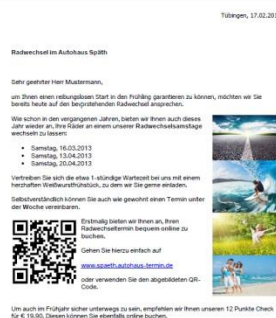 Tübingen, 17.02.201
Radwechsel im Autohaus Späth
Sehr geehrter Herr Mustermann,
um Ihnen einen reibungslosen Start in den Frühling garantieren zu können, möchten wir Sie
bereits heute auf den bevorstehenden Radwechsel ansprechen.
Wie schon in den vergangenen Jahren, bieten wir Ihnen auch dieses
Jahr wieder an, Ihre Räder an einem unserer Radwechselsamstage
wechseln zu lassen:
• Samstag, 16.03.2013
• Samstag, 13.04.2013
• Samstag, 20.04.2013
Vertreiben Sie sich die etwa 1-stündige Wartezeit bei uns mit einem
herzhaften Weißwurstfrühstück, zu dem wir Sie gerne einladen.
Selbstverständlich können Sie auch wie gewohnt einen Termin unter
der Woche vereinbaren.
Erstmalig bieten wir Ihnen an, Ihren
Radwechseltermin bequem online zu
buchen.
Gehen Sie hierzu einfach auf
www.spaeth.autohaus-termin.de
oder verwenden Sie den abgebildeten QR-
Code.
Um auch im Frühjahr sicher unterwegs zu sein, empfehlen wir Ihnen unseren 12 Punkte Check
für € 19,90. Diesen können Sie ebenfalls online buchen.